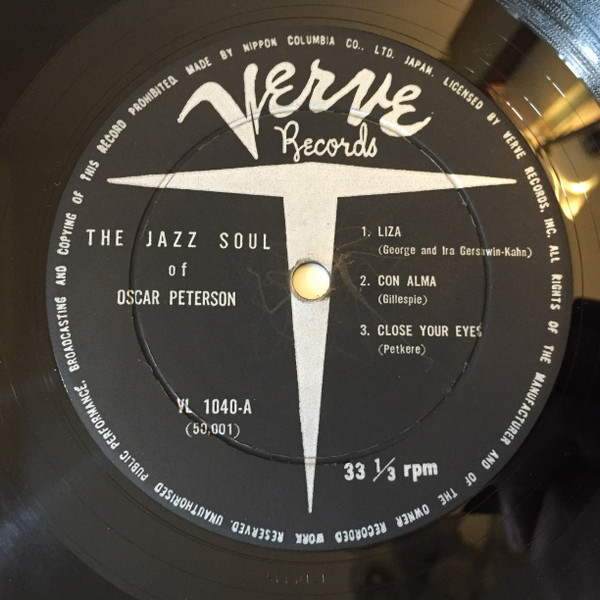 MADE BY NIPPON COLUMBIA CO., LTD. JAPAN. LICENSED BY VERVE RECORDS, INC. ALL RIGHTS OF THE MANUFACTURER AND OF THE OWNER RECORDED WORK RESERVED. UNAUTHORISED PUBLIC PERFORMANCE, BROADCASTING AND COPYING OF THIS RECORD PROHIBITED.
VERVE
Records
THE JAZZ SOUL
of
OSCAR PETERSON
1. LIZA
(George and Ira Gerschwin-Kahn)
2. CON ALMA
(Gillespie)
3. CLOSE YOUR EYES
(Petkere)
VL 1040-A
(50,001)
33 1/3 rpm